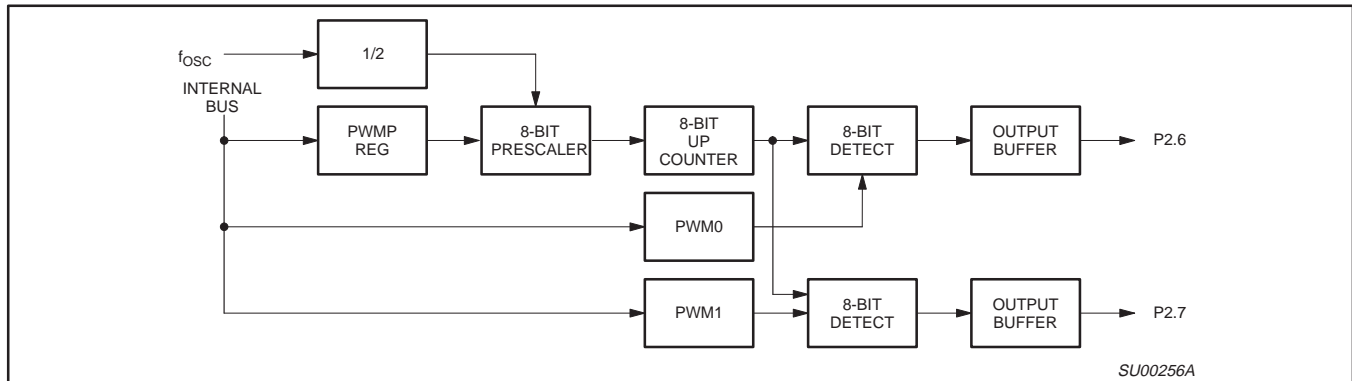 fOSC
1/2
INTERNAL
BUS
PWMP
REG
8-BIT
PRESCALER
8-BIT
UP
COUNTER
8-BIT
DETECT
OUTPUT
BUFFER
P2.6
PWM0
PWM1
8-BIT
DETECT
OUTPUT
BUFFER
P2.7
SU00256A